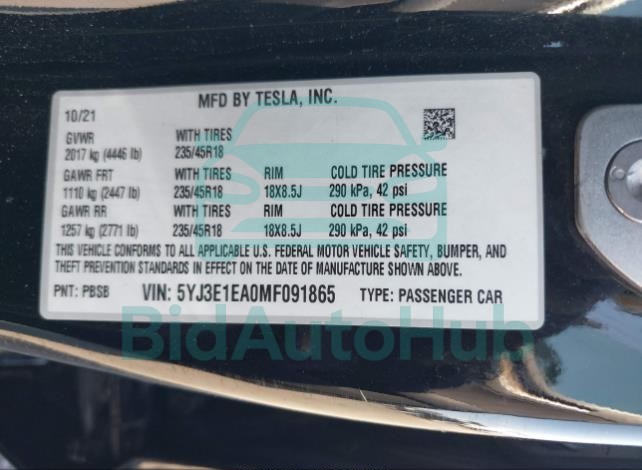 MFD BY TESLA, INC.
10/21
GVWR WITH TIRES
2017 kg (4446 lb) 235/45R18
GAWR FRT WITH TIRES RIM COLD TIRE PRESSURE
1110 kg (2447 lb) 235/45R18 18X8.5J 290 kPa, 42 psi
GAWR RR WITH TIRES RIM COLD TIRE PRESSURE
1257 kg (2771 lb) 235/45R18 18X8.5J 290 kPa, 42 psi
THIS VEHICLE CONFORMS TO ALL APPLICABLE U.S. FEDERAL MOTOR VEHICLE SAFETY, BUMPER, AND
THEFT PREVENTION STANDARDS IN EFFECT ON THE DATE OF MANUFACTURE SHOWN ABOVE.
PNT: PBSB VIN: 5YJ3E1EA0MF091865 TYPE: PASSENGER CAR
BidAutoHub